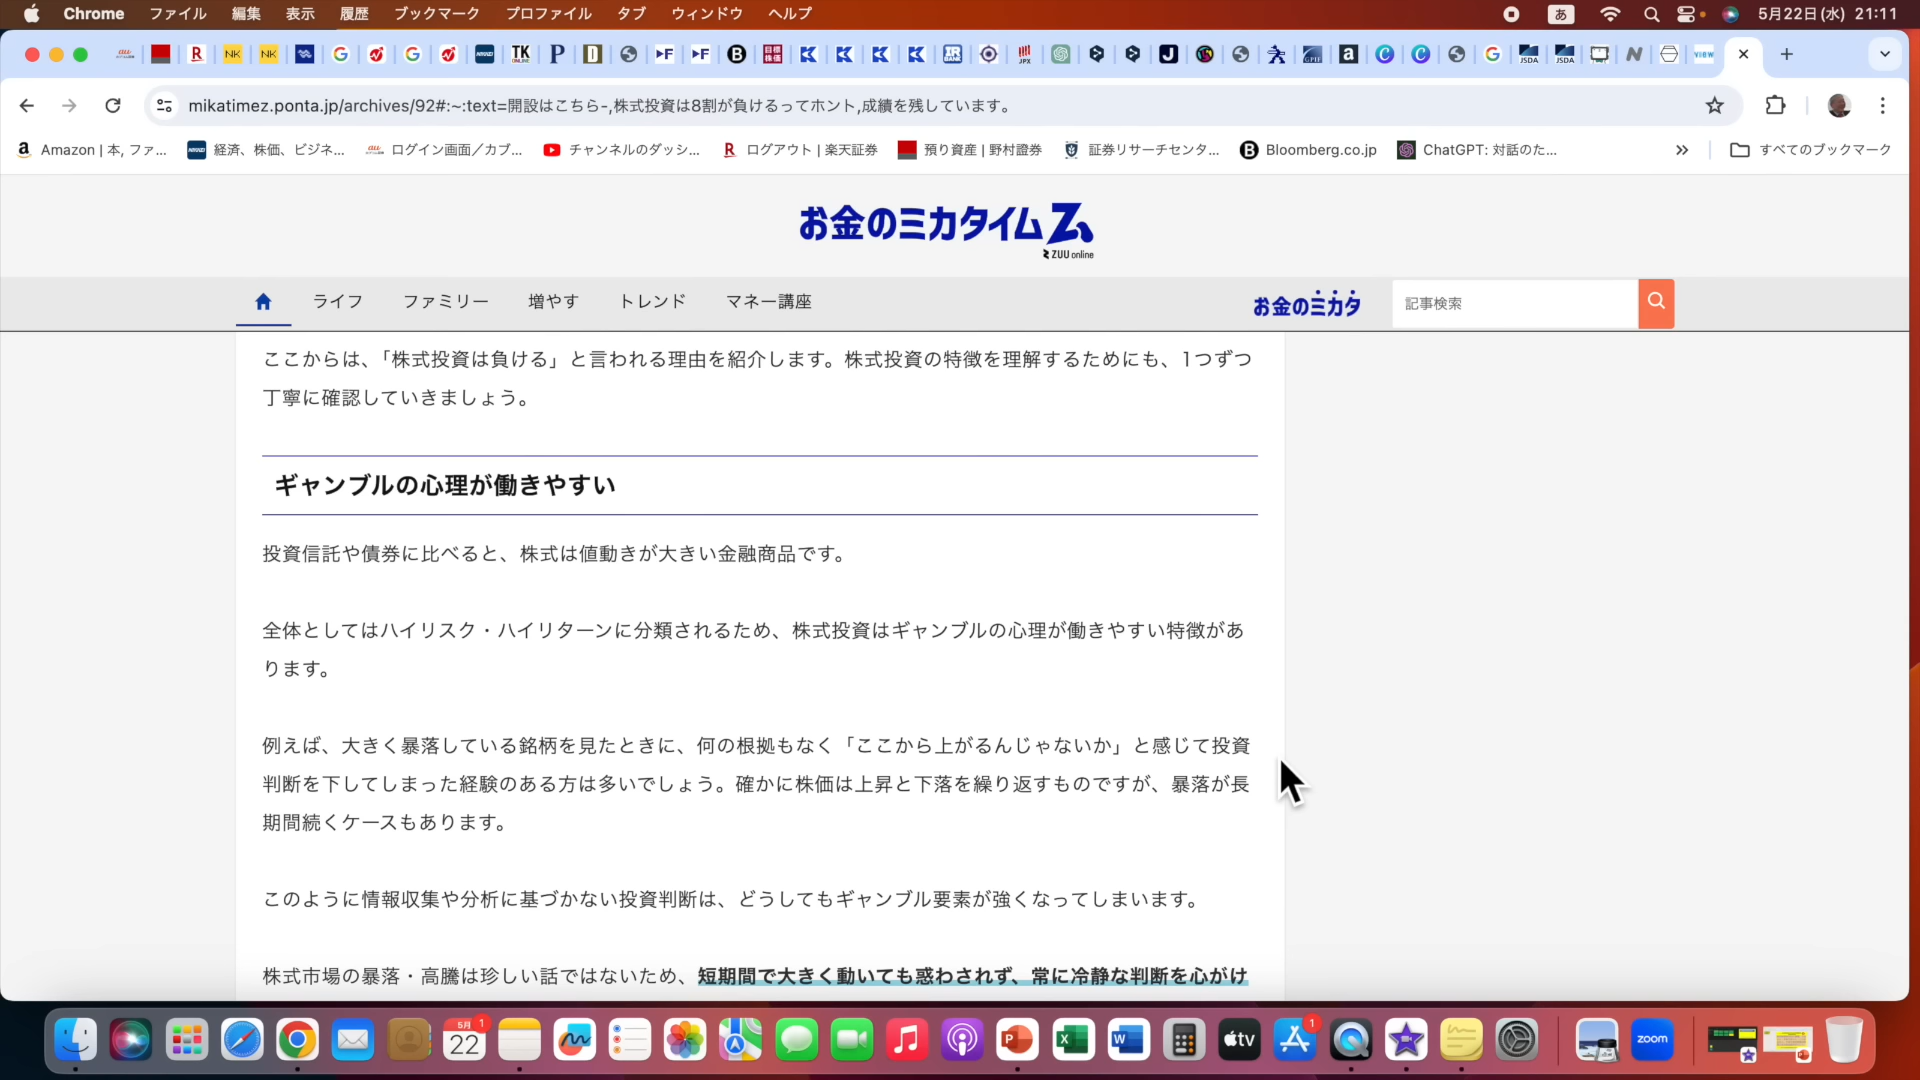 Chrome ファイル 編集 表示 履歴 ブックマーク プロファイル タブ ウィンドウ ヘルプ あ 5月22日(水) 21:11
mikatimez.ponta.jp/archives/92#:~:text=開設はこちら-,株式投資は8割が負けるってホント,成績を残しています。
Amazon | 本, ファ... 経済、株価、ビジネ... ログイン画面／カブ... チャンネルのダッシ... ログアウト | 楽天証券 預り資産 | 野村證券 証券リサーチセンタ... Bloomberg.co.jp ChatGPT: 対話のた... » すべてのブックマーク
お金のミカタイムZ
ZUU online
ライフ ファミリー 増やす トレンド マネー講座 お金のミカタ 記事検索
ここからは、「株式投資は負ける」と言われる理由を紹介します。株式投資の特徴を理解するためにも、1つずつ
丁寧に確認していきましょう。
ギャンブルの心理が働きやすい
投資信託や債券に比べると、株式は値動きが大きい金融商品です。
全体としてはハイリスク・ハイリターンに分類されるため、株式投資はギャンブルの心理が働きやすい特徴があ
ります。
例えば、大きく暴落している銘柄を見たときに、何の根拠もなく「ここから上がるんじゃないか」と感じて投資
判断を下してしまった経験のある方は多いでしょう。確かに株価は上昇と下落を繰り返すものですが、暴落が長
期間続くケースもあります。
このように情報収集や分析に基づかない投資判断は、どうしてもギャンブル要素が強くなってしまいます。
株式市場の暴落・高騰は珍しい話ではないため、短期間で大きく動いても惑わされず、常に冷静な判断を心がけ
5月 1 22 tv 1 zoom